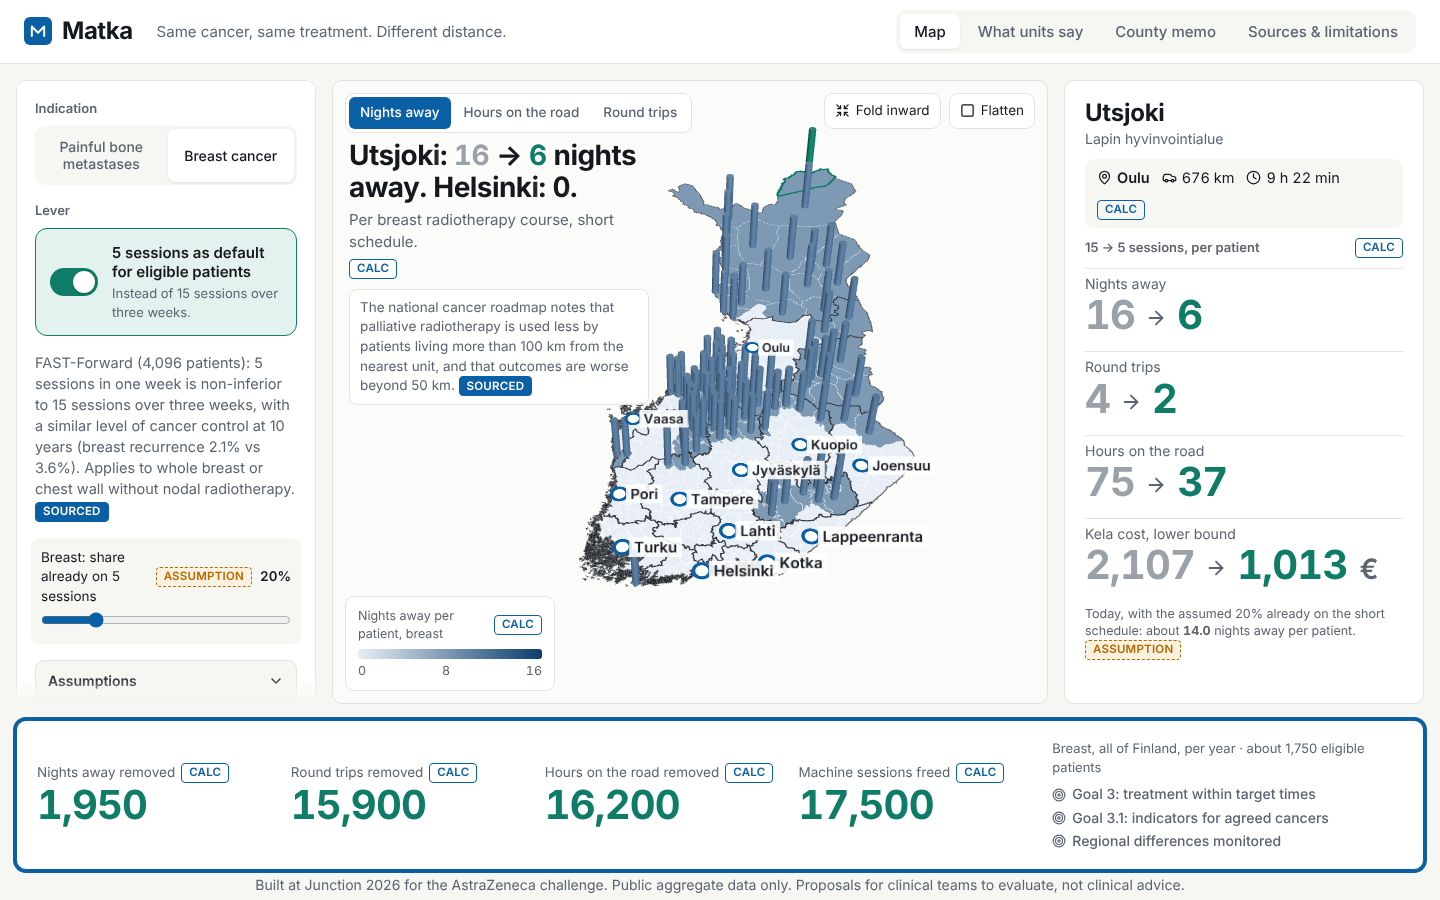 Matka
Same cancer, same treatment. Different distance.
Map
What units say
County memo
Sources & limitations
Indication
Painful bone
metastases
Breast cancer
Lever
5 sessions as default
for eligible patients
Instead of 15 sessions over
three weeks.
FAST-Forward (4,096 patients): 5
sessions in one week is non-inferior
to 15 sessions over three weeks, with
a similar level of cancer control at 10
years (breast recurrence 2.1% vs
3.6%). Applies to whole breast or
chest wall without nodal radiotherapy.
SOURCED
Breast: share
already on 5
sessions
ASSUMPTION
20%
Assumptions
Nights away
Hours on the road
Round trips
Fold inward
Flatten
Utsjoki: 16 → 6 nights
away. Helsinki: 0.
Per breast radiotherapy course, short
schedule.
CALC
The national cancer roadmap notes that
palliative radiotherapy is used less by
patients living more than 100 km from the
nearest unit, and that outcomes are worse
beyond 50 km. SOURCED
Oulu
Vaasa
Kuopio
Joensuu
Jyväskylä
Pori
Tampere
Lahti
Lappeenranta
Turku
Kotka
Helsinki
Nights away per
patient, breast
CALC
0
8
16
Utsjoki
Lapin hyvinvointialue
Oulu 676 km 9 h 22 min
CALC
15 → 5 sessions, per patient
CALC
Nights away
16 → 6
Round trips
4 → 2
Hours on the road
75 → 37
Kela cost, lower bound
2,107 → 1,013 €
Today, with the assumed 20% already on the short
schedule: about 14.0 nights away per patient.
ASSUMPTION
Nights away removed CALC
1,950
Round trips removed CALC
15,900
Hours on the road removed CALC
16,200
Machine sessions freed CALC
17,500
Breast, all of Finland, per year · about 1,750 eligible
patients
Goal 3: treatment within target times
Goal 3.1: indicators for agreed cancers
Regional differences monitored
Built at Junction 2026 for the AstraZeneca challenge. Public aggregate data only. Proposals for clinical teams to evaluate, not clinical advice.